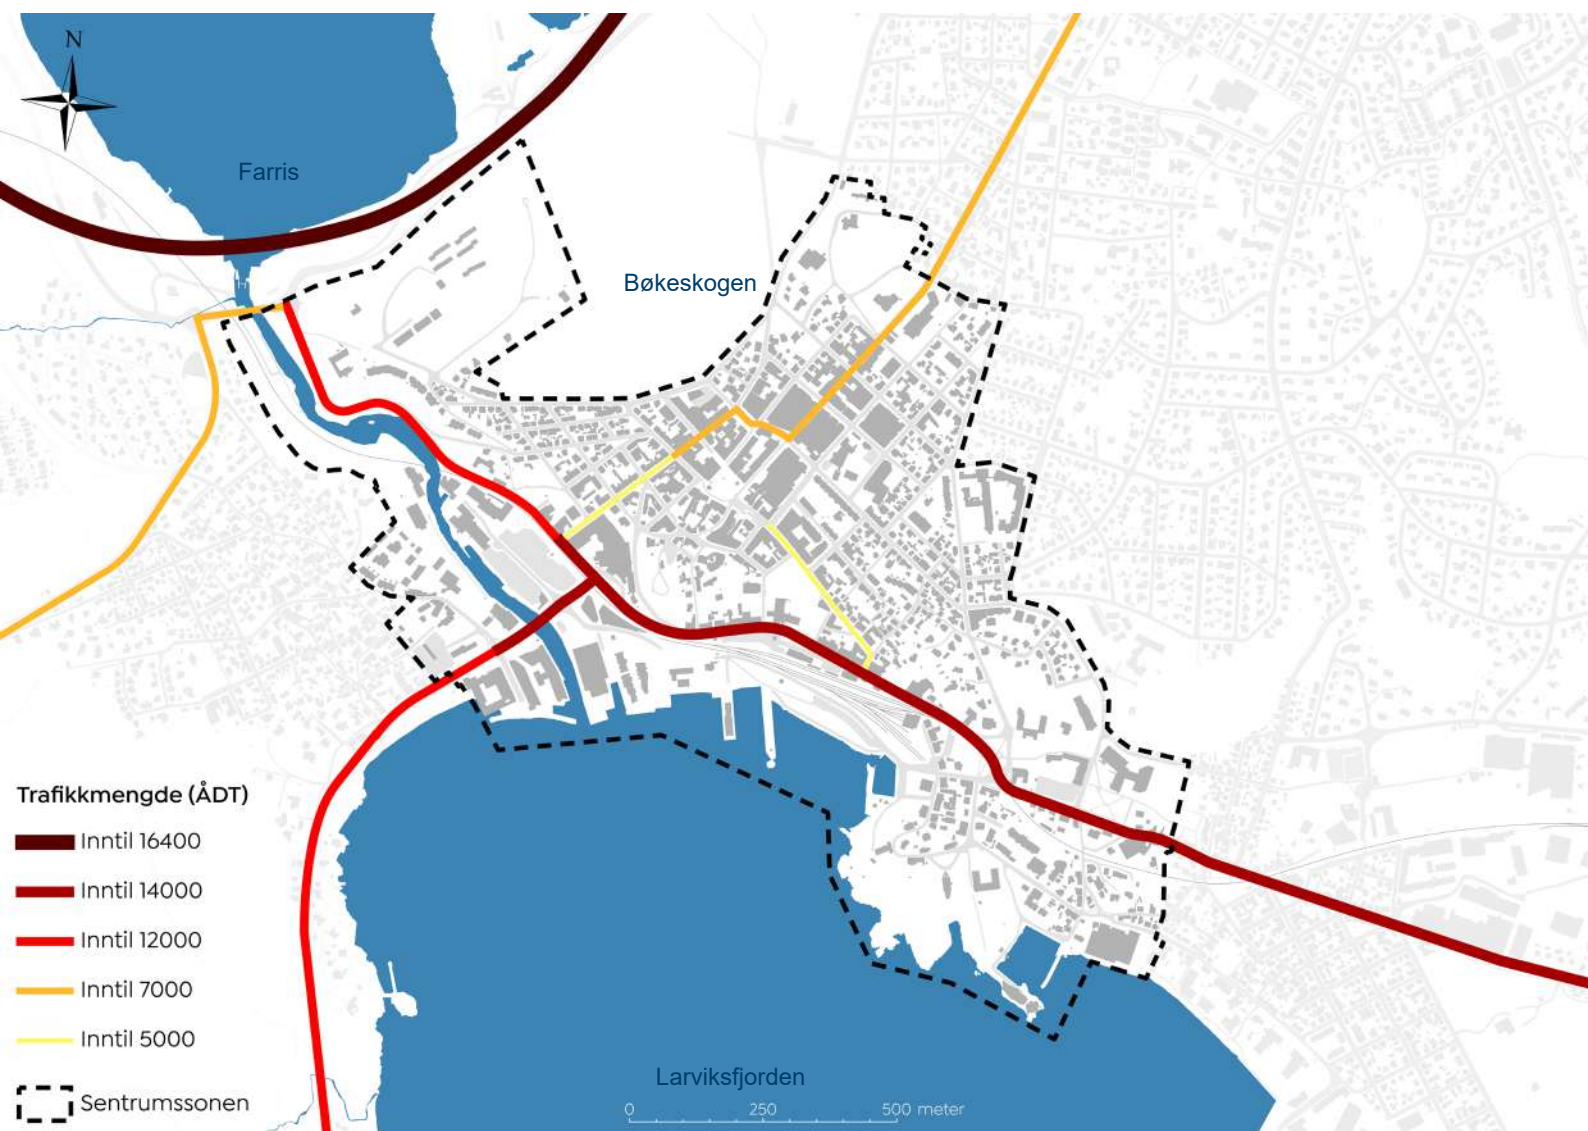 N
Farris
Bøkeskogen
Trafikkmengde (ÅDT)
Inntil 16400
Inntil 14000
Inntil 12000
Inntil 7000
Inntil 5000
Sentrumssonen
Larviksfjorden
0 250 500 meter